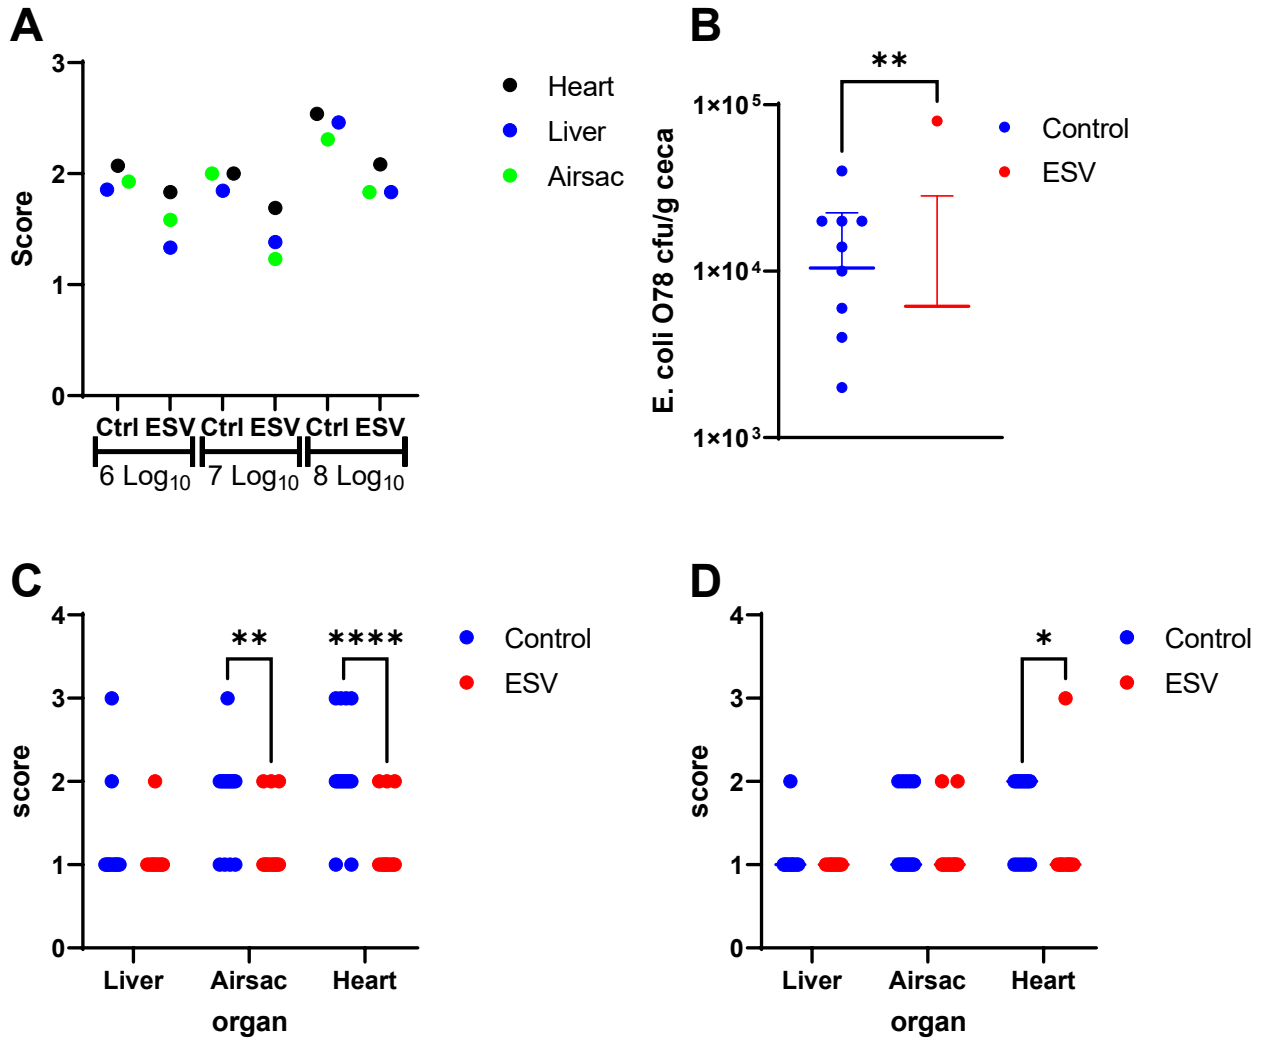 A
3
2
1
0
Score
Heart
Liver
Airsac
Ctrl ESV Ctrl ESV Ctrl ESV
6 Log₁₀ 7 Log₁₀ 8 Log₁₀
B
**
1×10⁵
1×10⁴
1×10³
E. coli O78 cfu/g ceca
Control
ESV
C
4
3
2
1
0
score
** ****
Control
ESV
Liver Airsac Heart
organ
D
4
3
2
1
0
score
*
Control
ESV
Liver Airsac Heart
organ